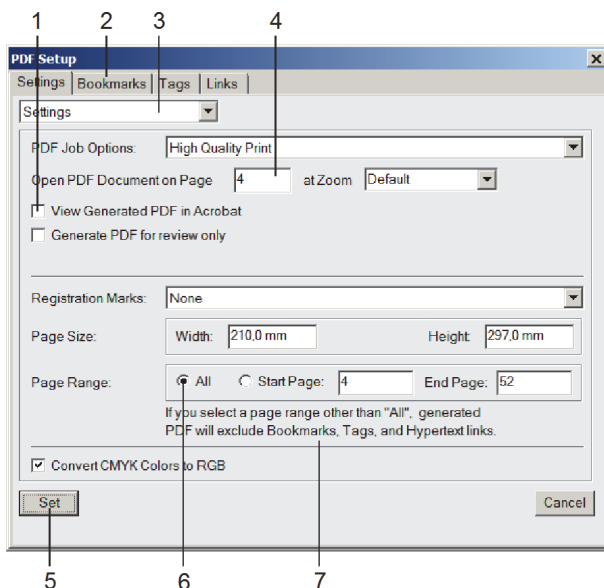 1 2 3 4
PDF Setup
Settings Bookmarks Tags Links
Settings
PDF Job Options: High Quality Print
Open PDF Document on Page 4 at Zoom Default
View Generated PDF in Acrobat
Generate PDF for review only
Registration Marks: None
Page Size: Width: 210,0 mm Height: 297,0 mm
Page Range: All Start Page: 4 End Page: 52
If you select a page range other than "All", generated
PDF will exclude Bookmarks, Tags, and Hypertext links.
Convert CMYK Colors to RGB
Set Cancel
5 6 7